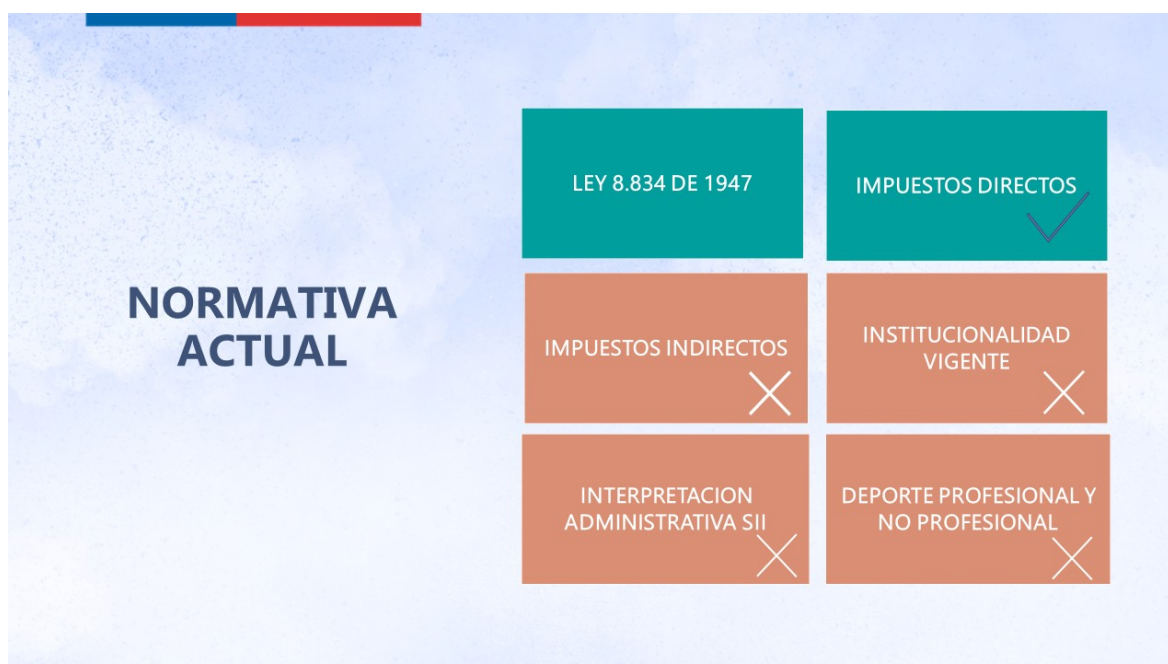 NORMATIVA
ACTUAL
LEY 8.834 DE 1947
IMPUESTOS DIRECTOS
IMPUESTOS INDIRECTOS
INSTITUCIONALIDAD
VIGENTE
INTERPRETACION
ADMINISTRATIVA SII
DEPORTE PROFESIONAL Y
NO PROFESIONAL